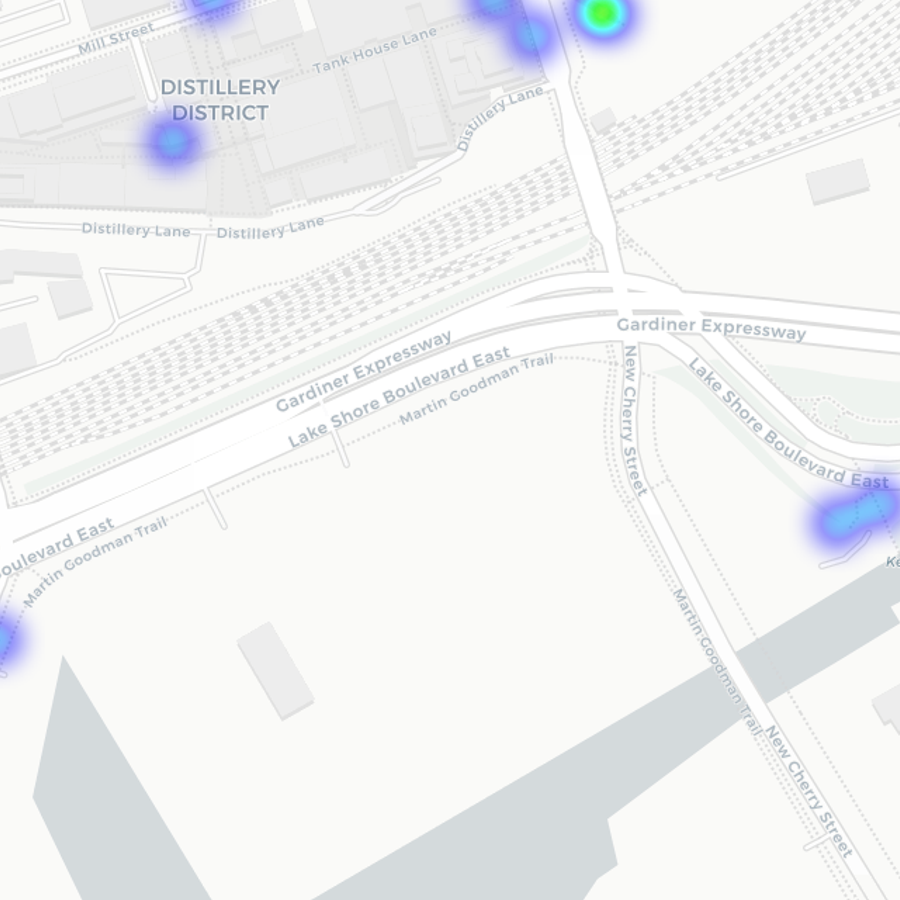 Mill Street
Tank House Lane
DISTILLERY
DISTRICT
Distillery Lane
Distillery Lane
Distillery Lane
Gardiner Expressway
Gardiner Expressway
Lake Shore Boulevard East
Martin Goodman Trail
New Cherry Street
Lake Shore Boulevard East
Boulevard East
Martin Goodman Trail
Ke
Martin Goodman Trail
New Cherry Street